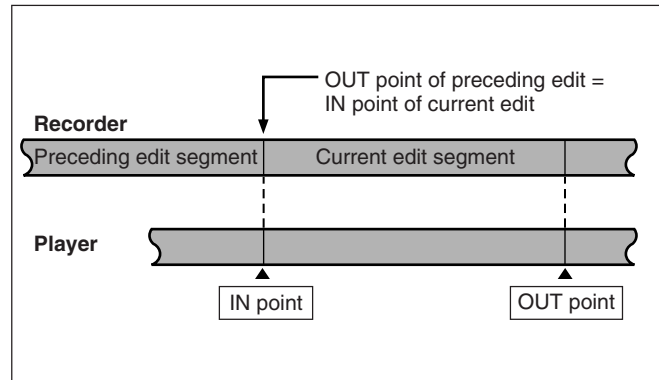 OUT point of preceding edit =
IN point of current edit
Recorder
Preceding edit segment
Current edit segment
Player
IN point
OUT point